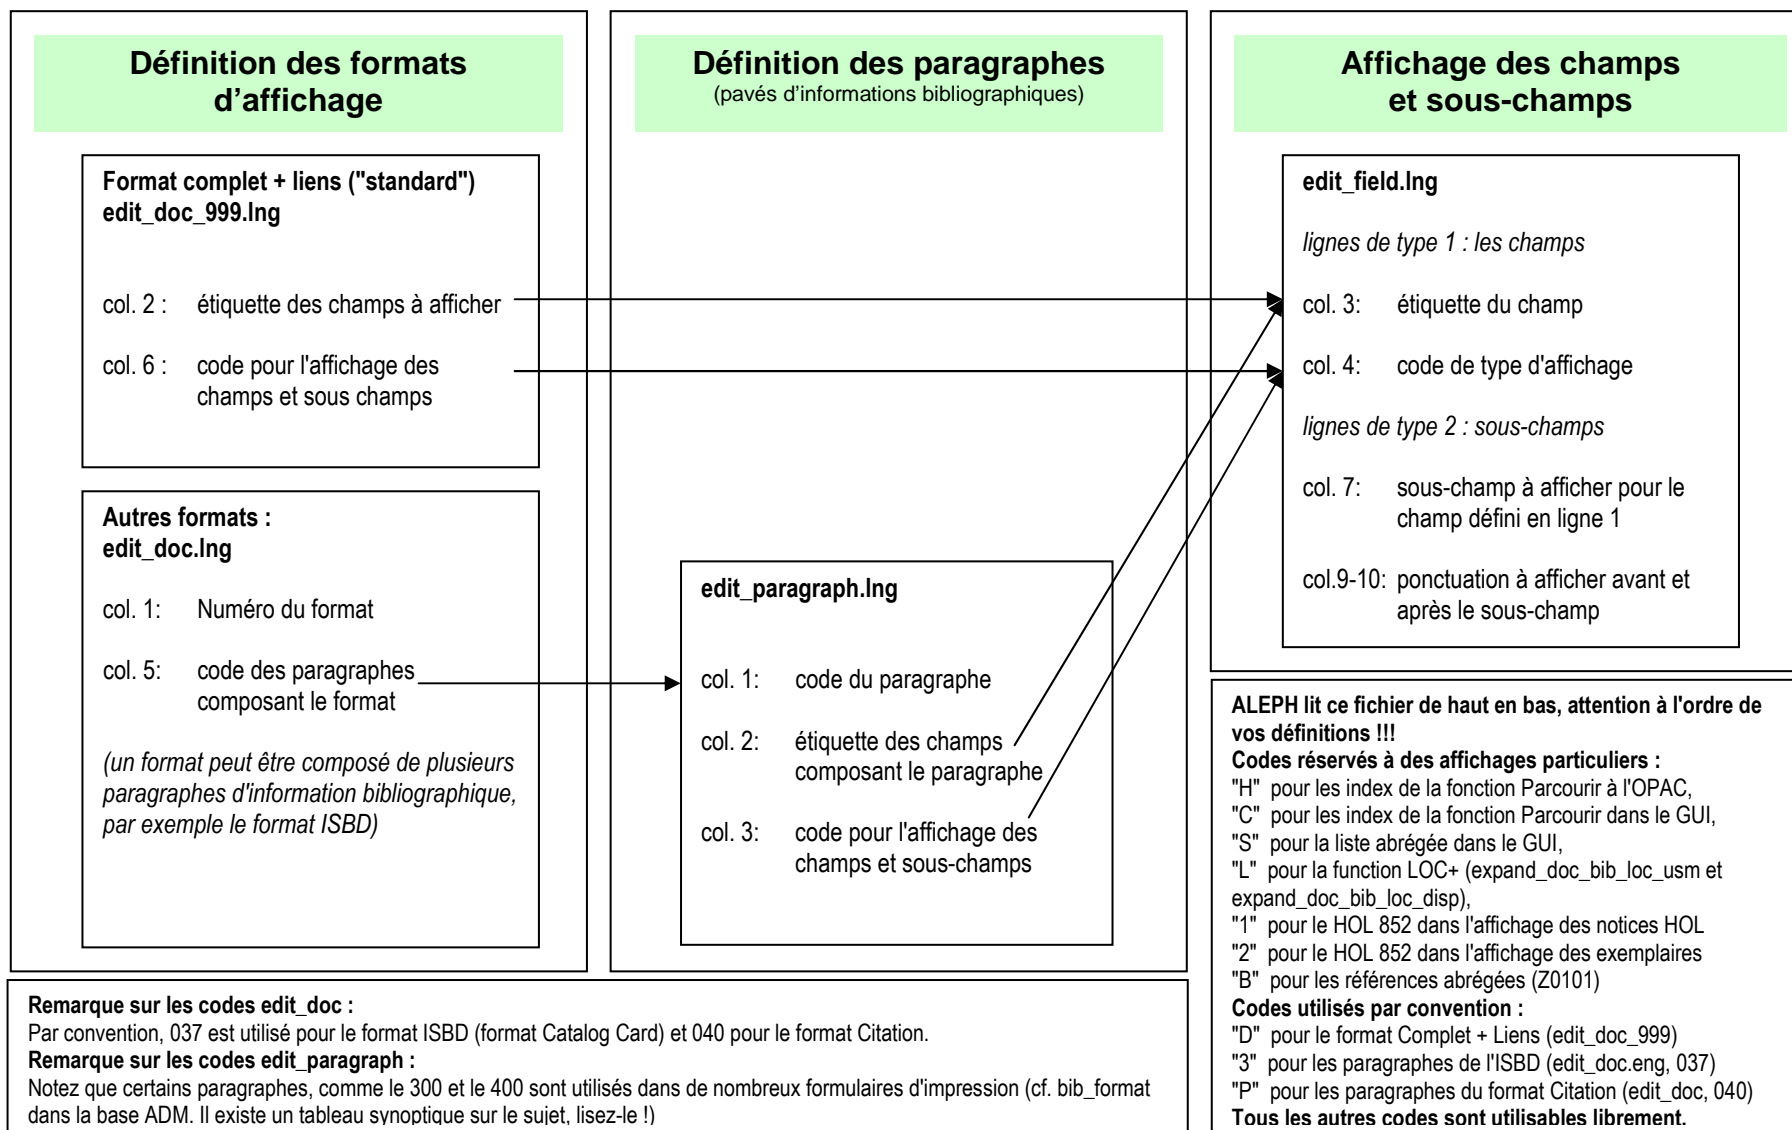 Définition des formats
d’affichage
Format complet + liens ("standard")
edit_doc_999.lng
col. 2 : étiquette des champs à afficher
col. 6 : code pour l'affichage des
champs et sous champs
Autres formats :
edit_doc.lng
col. 1: Numéro du format
col. 5: code des paragraphes
composant le format
(un format peut être composé de plusieurs
paragraphes d'information bibliographique,
par exemple le format ISBD)
Définition des paragraphes
(pavés d’informations bibliographiques)
edit_paragraph.lng
col. 1: code du paragraphe
col. 2: étiquette des champs
composant le paragraphe
col. 3: code pour l'affichage des
champs et sous-champs
Affichage des champs
et sous-champs
edit_field.lng
lignes de type 1 : les champs
col. 3: étiquette du champ
col. 4: code de type d'affichage
lignes de type 2 : sous-champs
col. 7: sous-champ à afficher pour le
champ défini en ligne 1
col.9-10: ponctuation à afficher avant et
après le sous-champ
ALEPH lit ce fichier de haut en bas, attention à l'ordre de
vos définitions !!!
Codes réservés à des affichages particuliers :
"H" pour les index de la fonction Parcourir à l'OPAC,
"C" pour les index de la fonction Parcourir dans le GUI,
"S" pour la liste abrégée dans le GUI,
"L" pour la function LOC+ (expand_doc_bib_loc_usm et
expand_doc_bib_loc_disp),
"1" pour le HOL 852 dans l'affichage des notices HOL
"2" pour le HOL 852 dans l'affichage des exemplaires
"B" pour les références abrégées (Z0101)
Codes utilisés par convention :
"D" pour le format Complet + Liens (edit_doc_999)
"3" pour les paragraphes de l'ISBD (edit_doc.eng, 037)
"P" pour les paragraphes du format Citation (edit_doc, 040)
Tous les autres codes sont utilisables librement.
Remarque sur les codes edit_doc :
Par convention, 037 est utilisé pour le format ISBD (format Catalog Card) et 040 pour le format Citation.
Remarque sur les codes edit_paragraph :
Notez que certains paragraphes, comme le 300 et le 400 sont utilisés dans de nombreux formulaires d'impression (cf. bib_format
dans la base ADM. Il existe un tableau synoptique sur le sujet, lisez-le !)